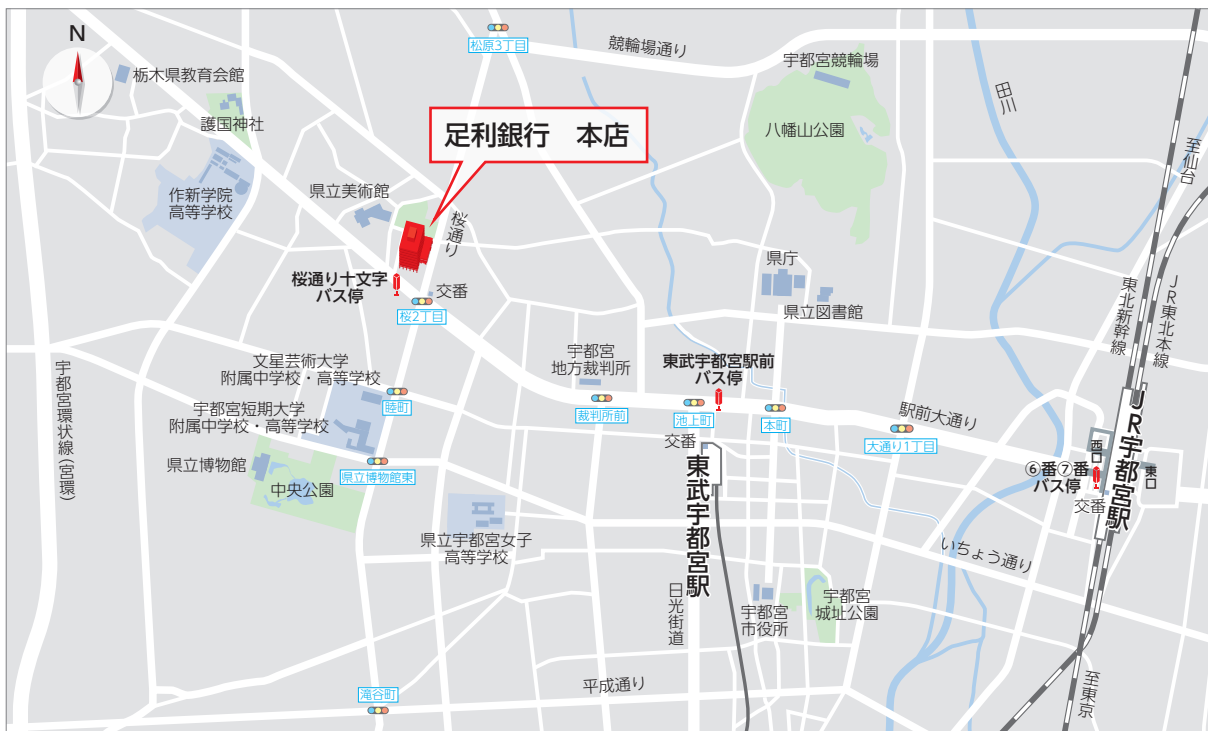 N
松原3丁目
競輪場通り
宇都宮競輪場
田川
栃木県教育会館
護国神社
足利銀行 本店
八幡山公園
至仙台
作新学院
高等学校
県立美術館
桜通り
桜通り十文字
バス停
交番
桜2丁目
県庁
県立図書館
東北新幹線
JR東北本線
宇都宮環状線(宮環)
文星芸術大学
附属中学校・高等学校
睦町
宇都宮
地方裁判所
裁判所前
東武宇都宮駅前
バス停
池上町
本町
駅前大通り
大通り1丁目
宇都宮短期大学
附属中学校・高等学校
県立博物館
中央公園
県立博物館東
交番
東武宇都宮駅
西口
東口
⑥番⑦番
バス停
交番
JR宇都宮駅
県立宇都宮女子
高等学校
いちょう通り
日光街道
宇都宮
市役所
宇都宮
城址公園
滝谷町
平成通り
至東京